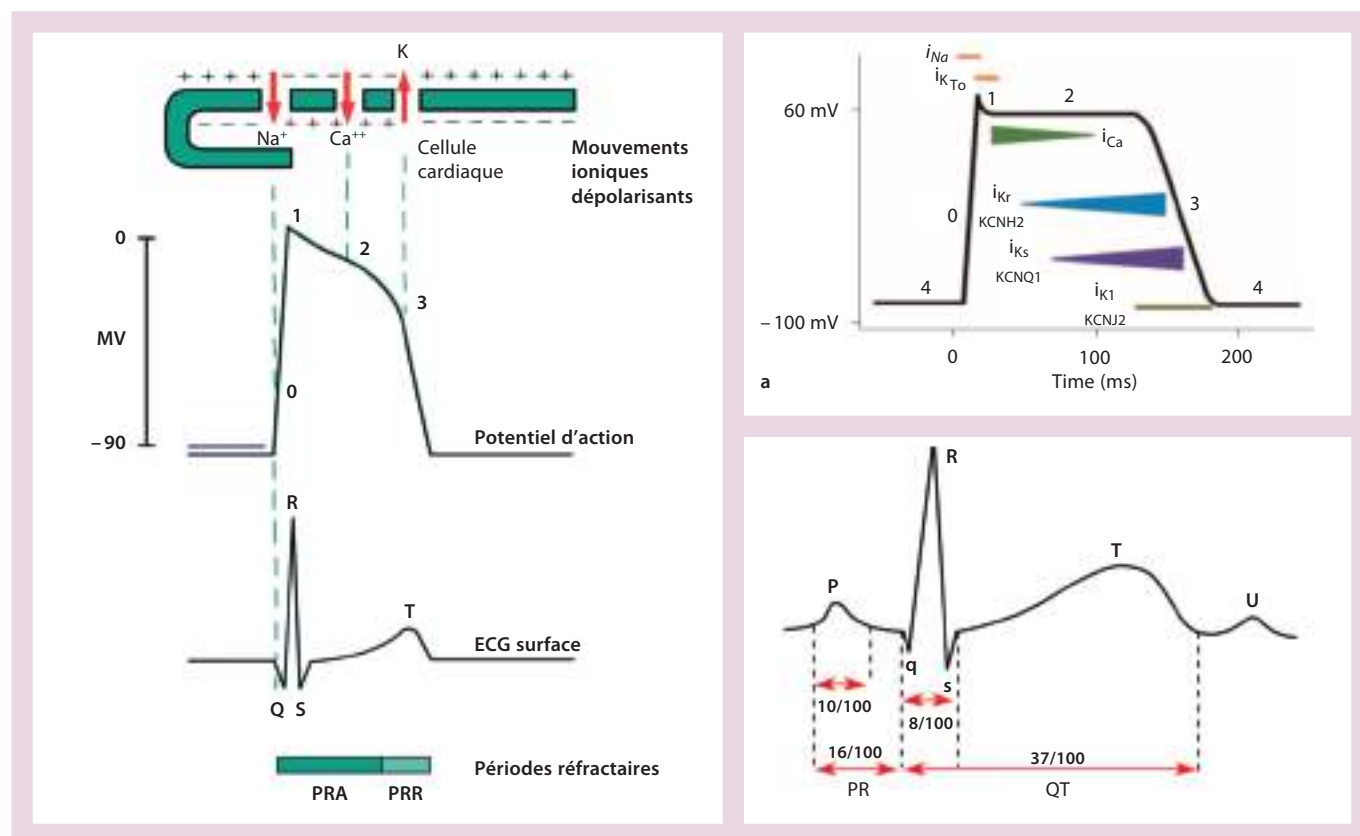 K
+ + + + – – – – – – – + + + + + + + +
Na⁺
Ca⁺⁺
Cellule
cardiaque
Mouvements
ioniques
dépolarisants
0
MV
–90
1
2
3
0
Potentiel d’action
R
T
ECG surface
Q S
Périodes réfractaires
PRA PRR
iNa
iKTo
60 mV
1
2
iCa
iKr
KCNH2
0
3
iKs
KCNQ1
4
iK1
KCNJ2
4
– 100 mV
0 100 200
a
Time (ms)
R
P
T
U
q
s
10/100
8/100
16/100
37/100
PR
QT